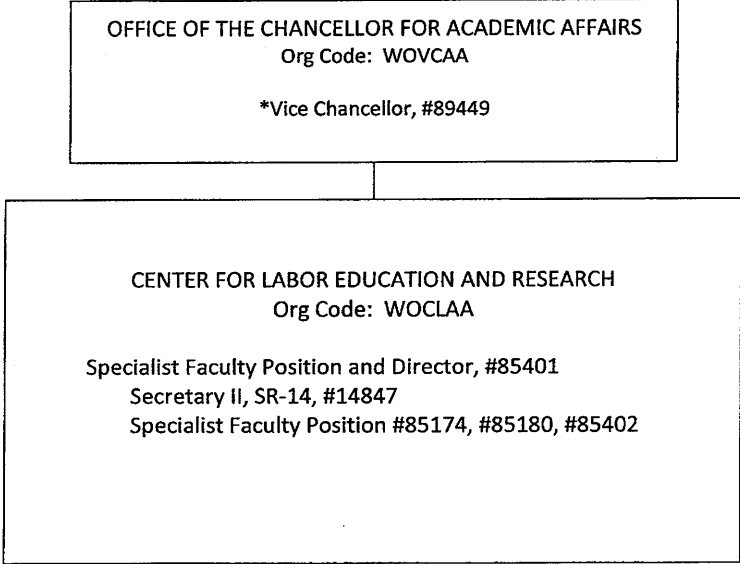 OFFICE OF THE CHANCELLOR FOR ACADEMIC AFFAIRS
Org Code: WOVCAA
*Vice Chancellor, #89449
CENTER FOR LABOR EDUCATION AND RESEARCH
Org Code: WOCLAA
Specialist Faculty Position and Director, #85401
Secretary II, SR-14, #14847
Specialist Faculty Position #85174, #85180, #85402